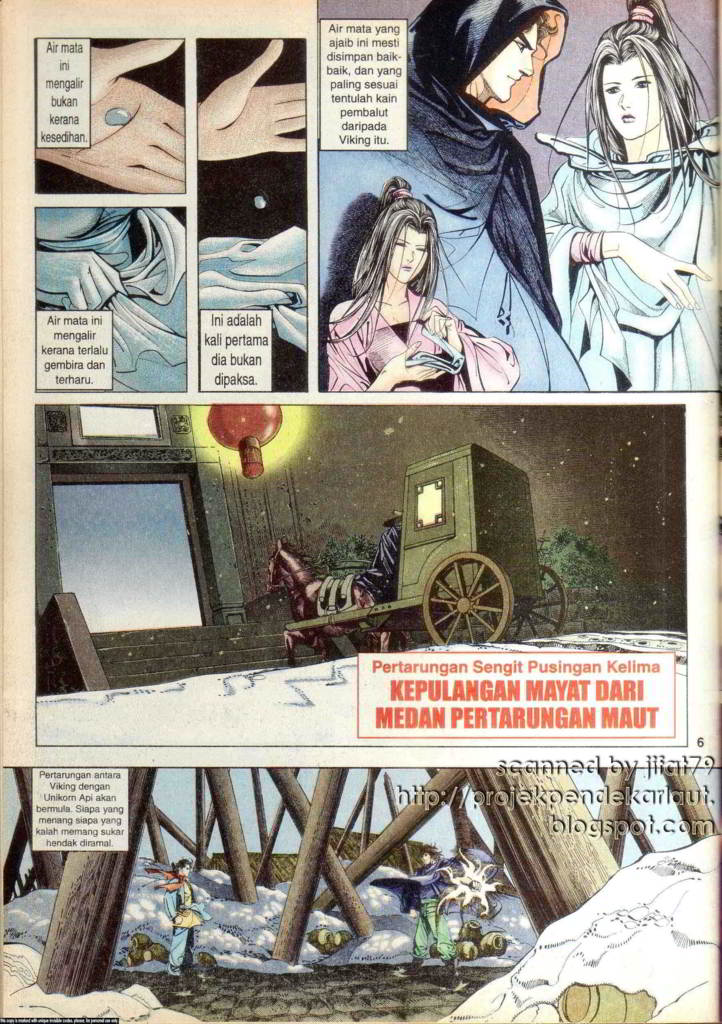 Air mata
ini
mengalir
bukan
kerana
kesedihan.
Air mata ini
mengalir
kerana terlalu
gembira dan
terharu.
Ini adalah
kali pertama
dia bukan
dipaksa.
Air mata yang
ajaib ini mesti
disimpan baik-
baik, dan yang
paling sesuai
tentulah kain
pembalut
daripada
Viking itu.
Pertarungan Sengit Pusingan Kelima
KEPULANGAN MAYAT DARI
MEDAN PERTARUNGAN MAUT
6
scanned by jliat79
http://projekpendekarlaut.
blogspot.com
Pertarungan antara
Viking dengan
Unikorn Api akan
bermula. Siapa yang
menang siapa yang
kalah memang sukar
hendak diramal.